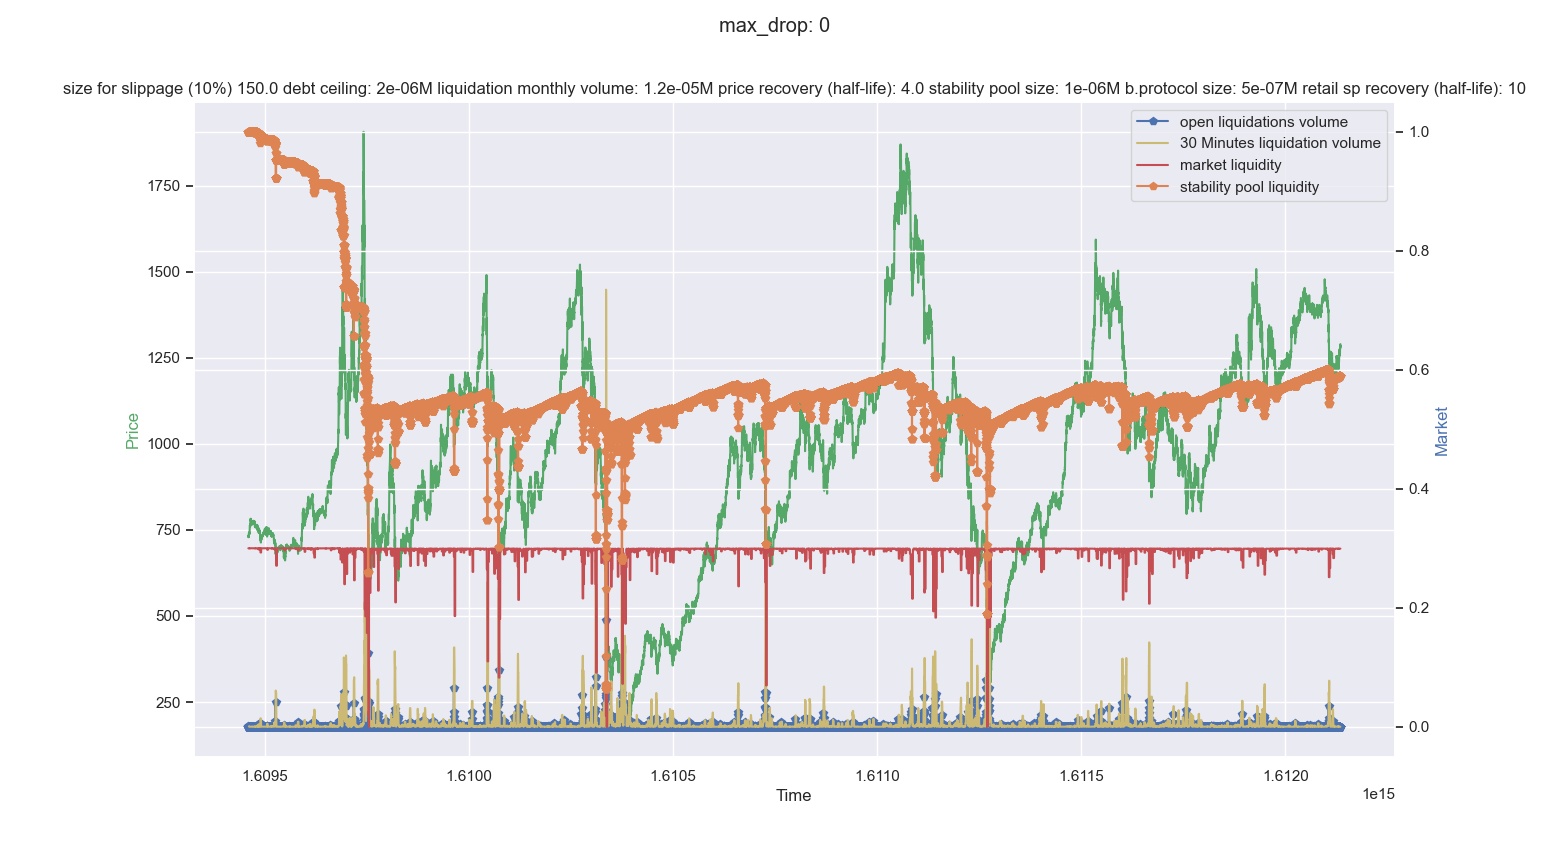 max_drop: 0
size for slippage (10%) 150.0 debt ceiling: 2e-06M liquidation monthly volume: 1.2e-05M price recovery (half-life): 4.0 stability pool size: 1e-06M b.protocol size: 5e-07M retail sp recovery (half-life): 10
open liquidations volume
30 Minutes liquidation volume
market liquidity
stability pool liquidity
1750
1500
1250
1000
750
500
250
Price
1.0
0.8
0.6
0.4
0.2
0.0
Market
1.6095
1.6100
1.6105
1.6110
1.6115
1.6120
Time
1e15